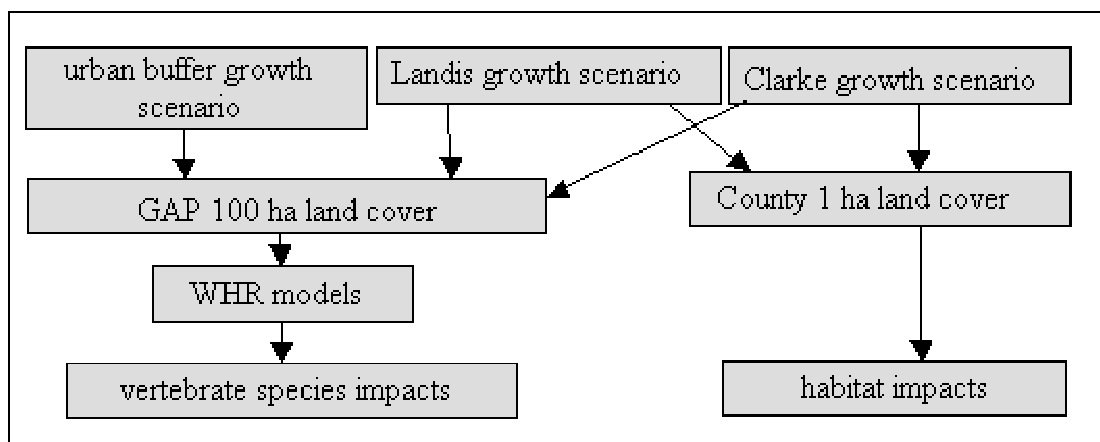 urban buffer growth
scenario
Landis growth scenario
Clarke growth scenario
GAP 100 ha land cover
County 1 ha land cover
WHR models
vertebrate species impacts
habitat impacts